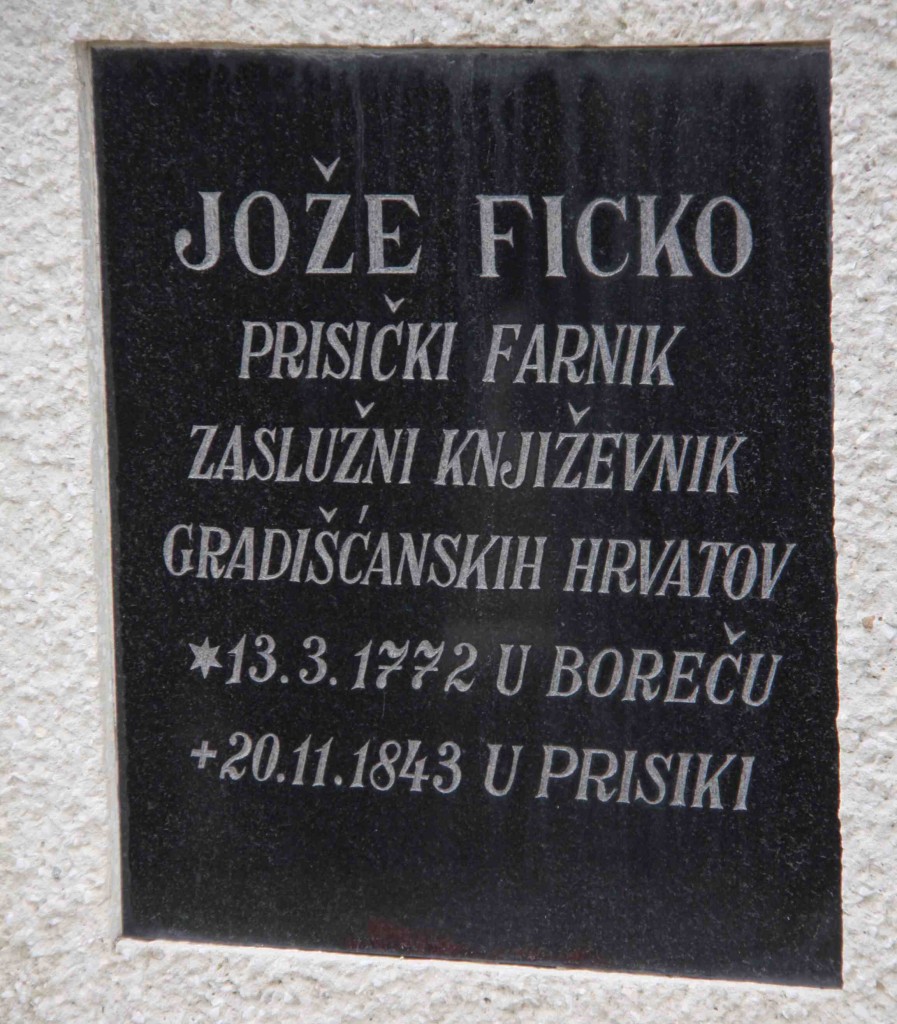 JOŽE FICKO
PRISIČKI FARNIK
ZASLUŽNI KNJIŽEVNIK
GRADIŠĆANSKIH HRVATOV
*13.3.1772 U BOREČU
+20.11.1843 U PRISIKI